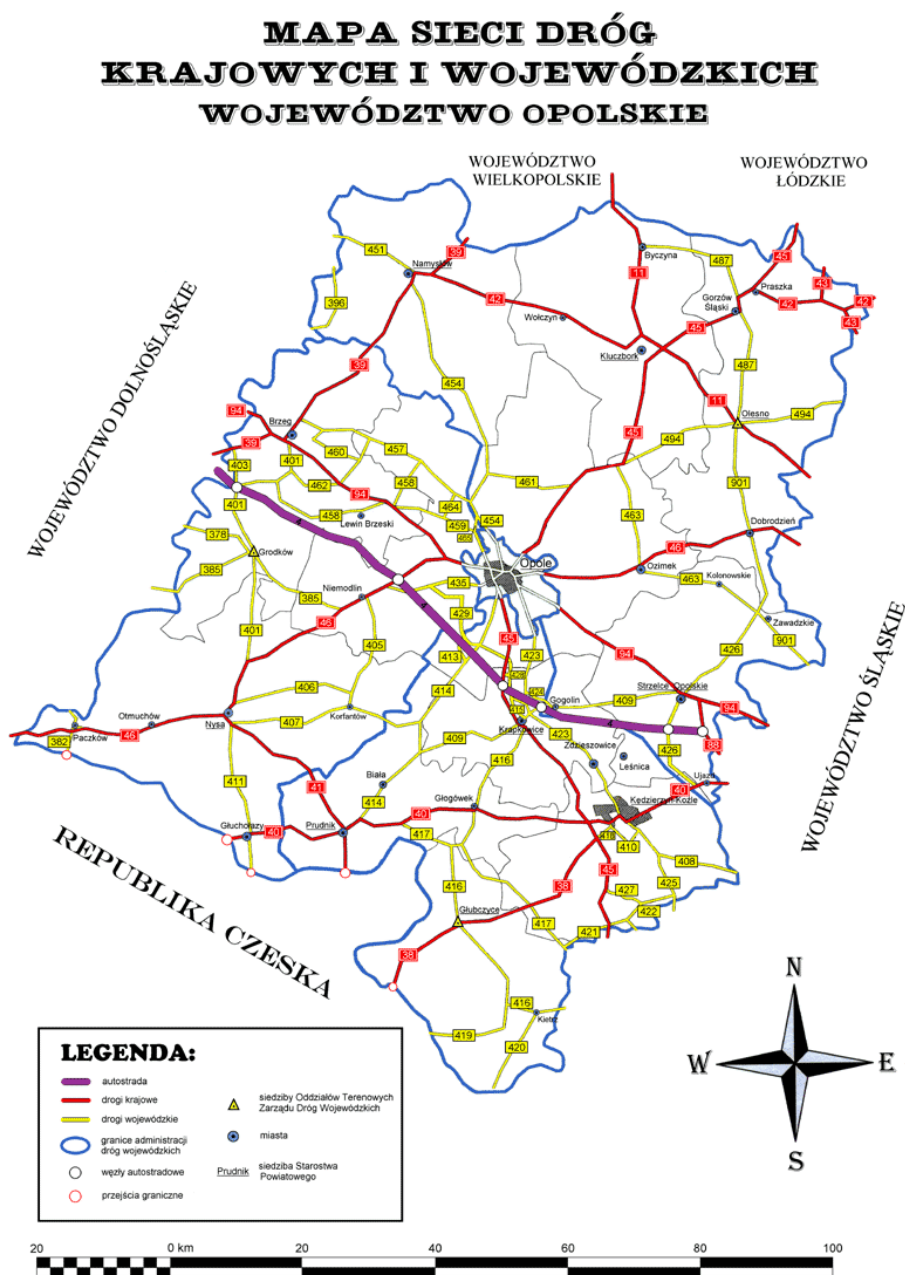 MAPA SIECI DRÓG
KRAJOWYCH I WOJEWÓDZKICH
WOJEWÓDZTWO OPOLSKIE
WOJEWÓDZTWO
WIELKOPOLSKIE
WOJEWÓDZTWO
ŁÓDZKIE
WOJEWÓDZTWO DOLNOŚLĄSKIE
WOJEWÓDZTWO ŚLĄSKIE
REPUBLIKA CZESKA
451
39
Namysłów
396
42
Wołczyn
11
Byczyna
487
45
43
Praszka
42
42
43
Gorzów
Śląski
45
Kluczbork
39
454
487
11
Olesno
494
494
45
94
Brzeg
39
403
401
460
457
462
458
94
461
901
401
458
Lewin Brzeski
464
459
454
463
Dobrodzień
4
378
Grodków
385
46
Opole
Ozimek
463
Kolonowskie
Niemodlin
385
435
46
4
429
401
405
45
423
94
Zawadzkie
426
901
413
414
406
Gogolin
409
Strzelce Opolskie
94
Otmuchów
Nysa
407
Korfantów
Krapkowice
423
4
88
382
Paczków
46
409
Zdzieszowice
426
416
Leśnica
Ujazd
411
41
Biała
414
Głogówek
40
Kędzierzyn-Koźle
40
Głuchołazy
40
Prudnik
417
410
45
408
416
38
427
425
Głubczyce
417
422
421
38
416
Kietrz
419
420
N
W
E
S
LEGENDA:
autostrada
drogi krajowe
drogi wojewódzkie
granice administracji
dróg wojewódzkich
węzły autostradowe
przejścia graniczne
siedziby Oddziałów Terenowych
Zarządu Dróg Wojewódzkich
miasta
Prudnik
siedziba Starostwa
Powiatowego
20
0 km
20
40
60
80
100